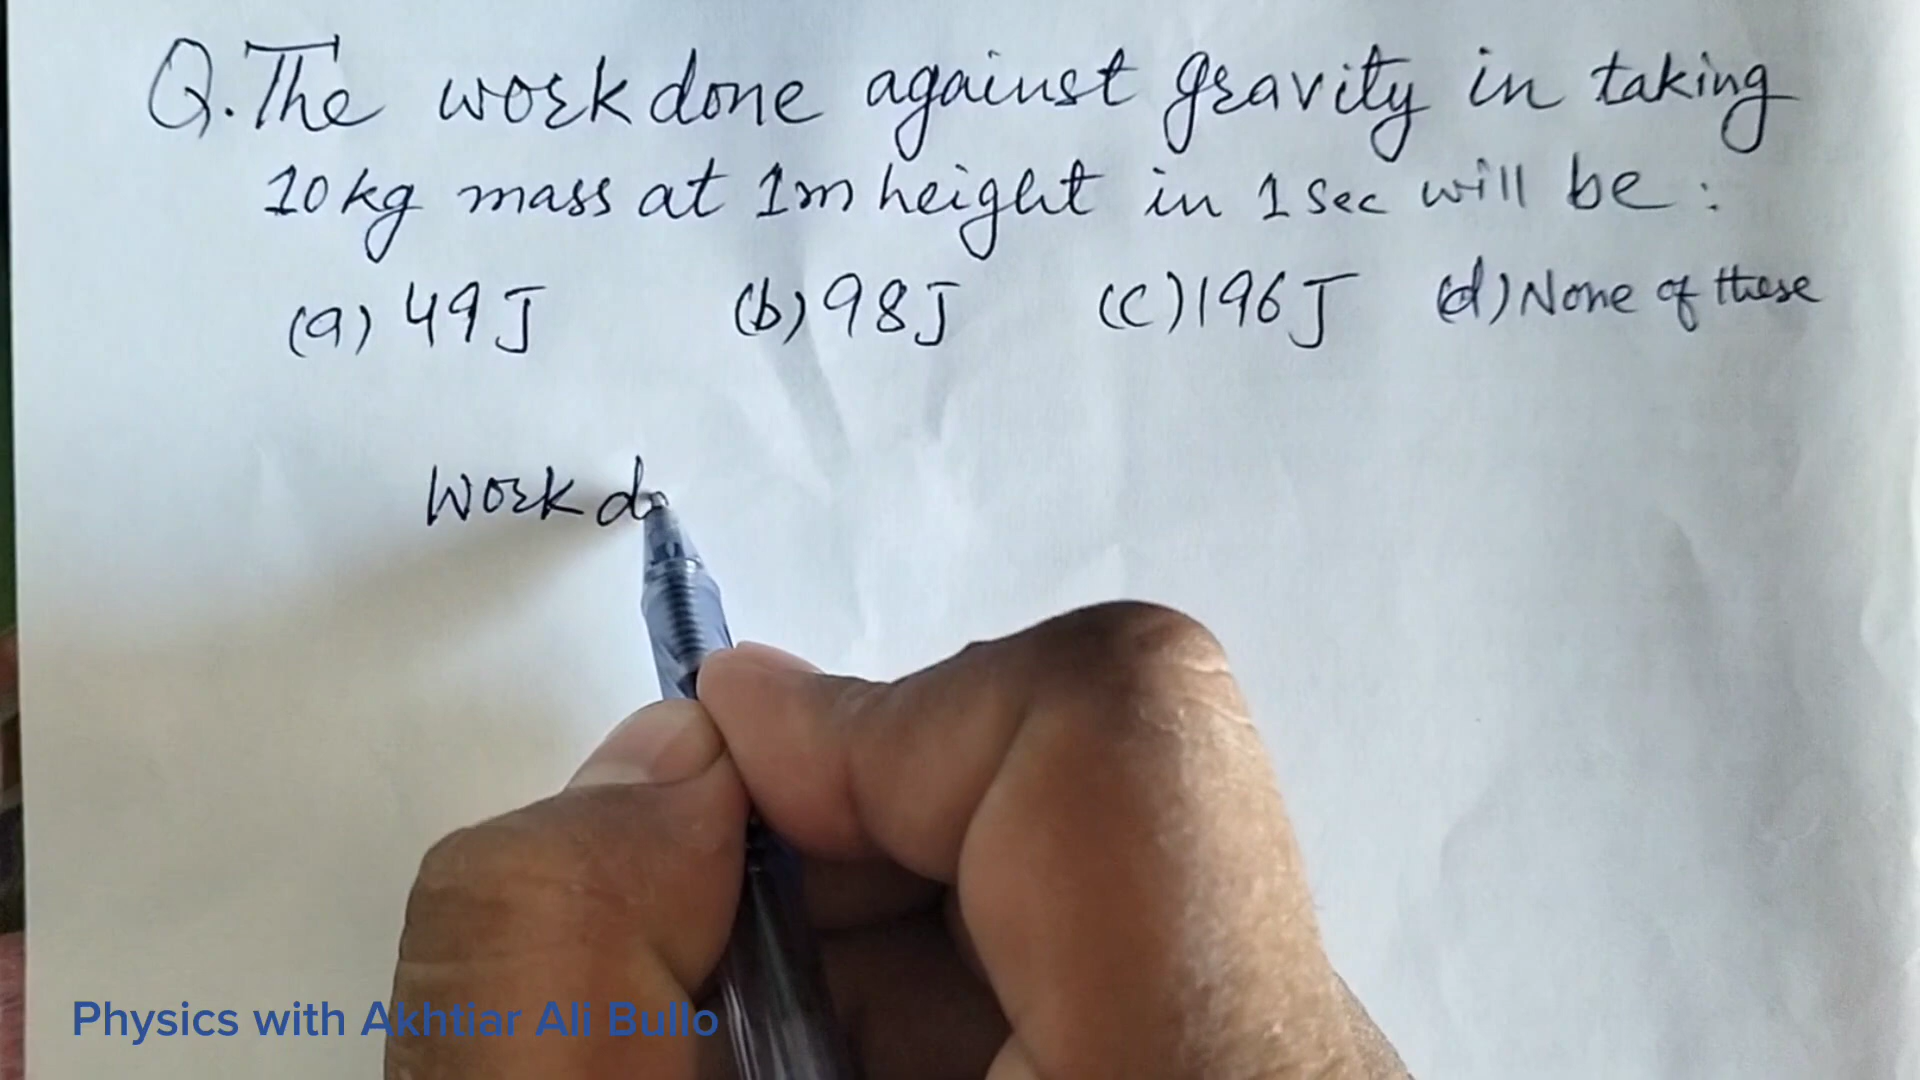 Q. The work done against gravity in taking
10 kg mass at 1m height in 1 sec will be :
(a) 49 J (b) 98 J (c) 196 J (d) None of these
Work do
Physics with Akhtiar Ali Bullo